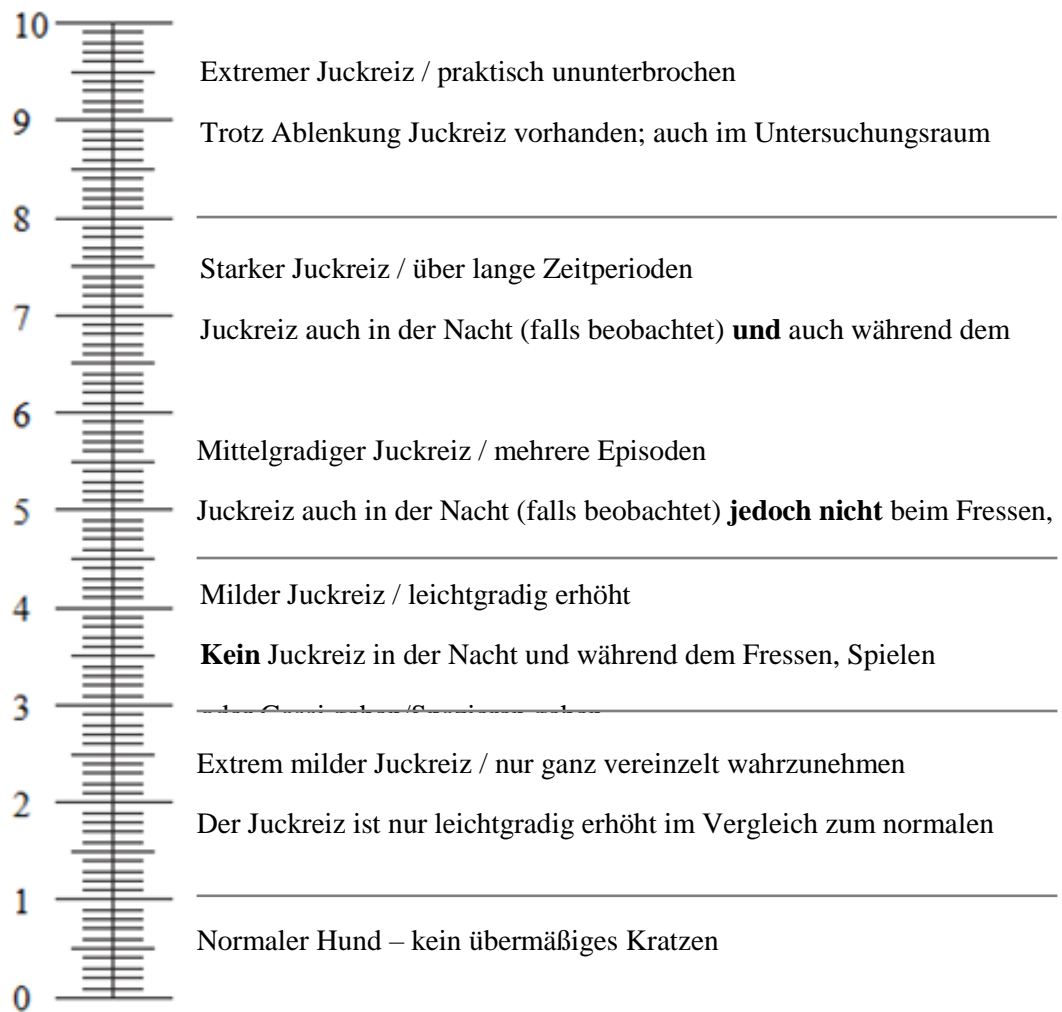 10
Extremer Juckreiz / praktisch ununterbrochen
9
Trotz Ablenkung Juckreiz vorhanden; auch im Untersuchungsraum
8
Starker Juckreiz / über lange Zeitperioden
7
Juckreiz auch in der Nacht (falls beobachtet) und auch während dem
6
Mittelgradiger Juckreiz / mehrere Episoden
5
Juckreiz auch in der Nacht (falls beobachtet) jedoch nicht beim Fressen,
4
Milder Juckreiz / leichtgradig erhöht
Kein Juckreiz in der Nacht und während dem Fressen, Spielen
3
Extrem milder Juckreiz / nur ganz vereinzelt wahrzunehmen
2
Der Juckreiz ist nur leichtgradig erhöht im Vergleich zum normalen
1
Normaler Hund – kein übermäßiges Kratzen
0